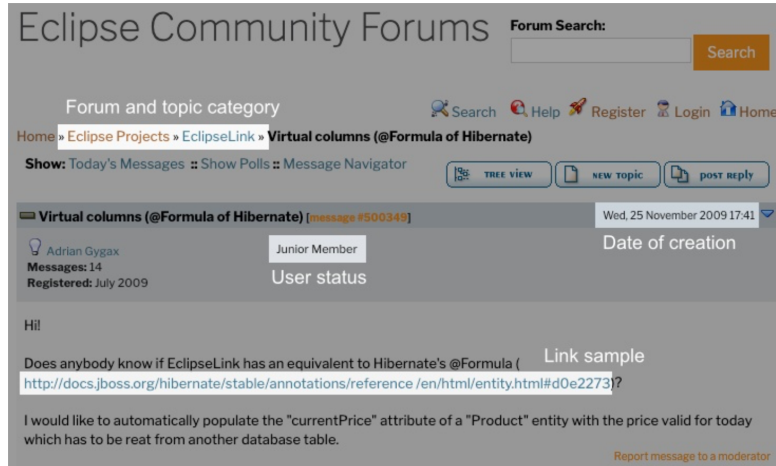 Eclipse Community Forums
Forum Search:
Search
Forum and topic category
Search Help Register Login Home
Home » Eclipse Projects » EclipseLink » Virtual columns (@Formula of Hibernate)
Show: Today's Messages :: Show Polls :: Message Navigator
TREE VIEW NEW TOPIC POST REPLY
Virtual columns (@Formula of Hibernate) [message #500349]
Wed, 25 November 2009 17:41
Date of creation
Adrian Gygax
Messages: 14
Registered: July 2009
Junior Member
User status
Hi!
Link sample
Does anybody know if EclipseLink has an equivalent to Hibernate's @Formula (
http://docs.jboss.org/hibernate/stable/annotations/reference /en/html/entity.html#d0e2273)?
I would like to automatically populate the "currentPrice" attribute of a "Product" entity with the price valid for today
which has to be reat from another database table.
Report message to a moderator